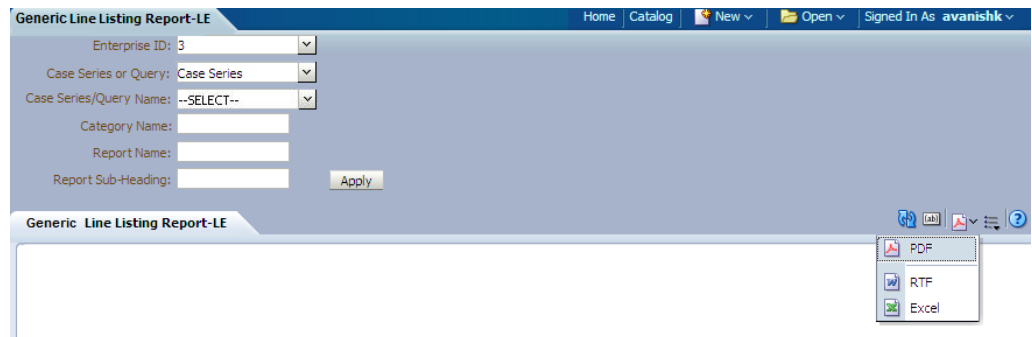 Generic Line Listing Report-LE
Home Catalog New Open Signed In As avanishk
Enterprise ID: 3
Case Series or Query: Case Series
Case Series/Query Name: --SELECT--
Category Name:
Report Name:
Report Sub-Heading: Apply
Generic Line Listing Report-LE
(ab)
?
PDF
RTF
Excel